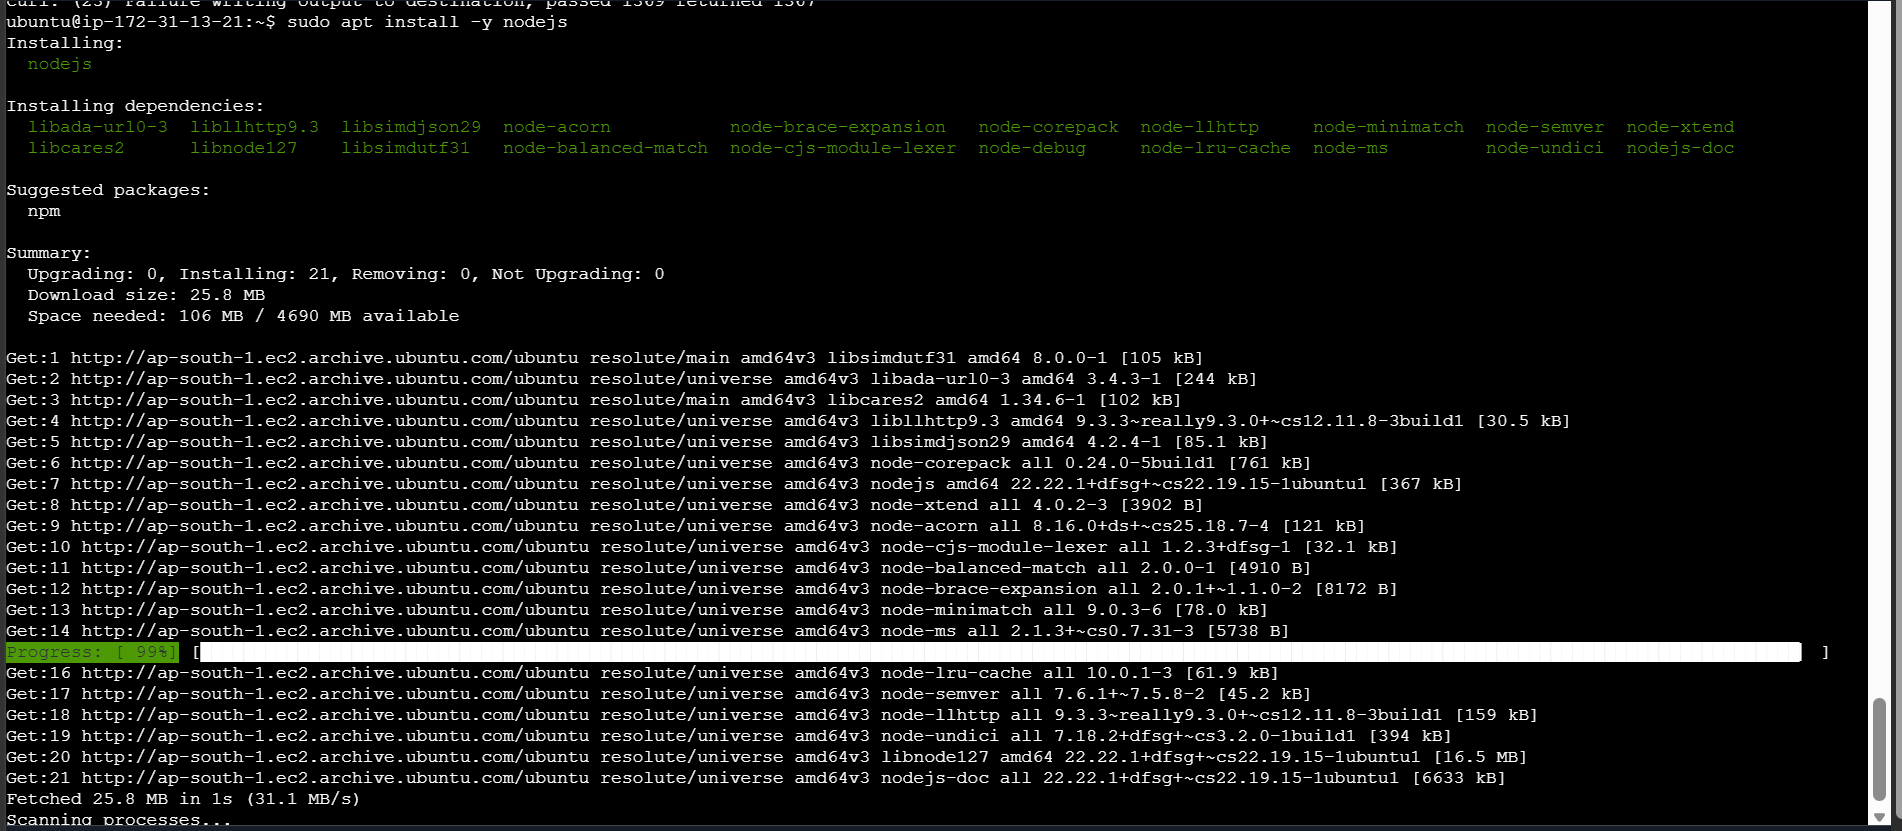 curl: (23) Failure writing output to destination, passed 1369 returned 1367
ubuntu@ip-172-31-13-21:~$ sudo apt install -y nodejs
Installing:
  nodejs

Installing dependencies:
  libada-url0-3  libllhttp9.3  libsimdjson29  node-acorn           node-brace-expansion   node-corepack  node-llhttp     node-minimatch  node-semver  node-xtend
  libcares2      libnode127    libsimdutf31   node-balanced-match  node-cjs-module-lexer  node-debug     node-lru-cache  node-ms         node-undici  nodejs-doc

Suggested packages:
  npm

Summary:
  Upgrading: 0, Installing: 21, Removing: 0, Not Upgrading: 0
  Download size: 25.8 MB
  Space needed: 106 MB / 4690 MB available

Get:1 http://ap-south-1.ec2.archive.ubuntu.com/ubuntu resolute/main amd64v3 libsimdutf31 amd64 8.0.0-1 [105 kB]
Get:2 http://ap-south-1.ec2.archive.ubuntu.com/ubuntu resolute/universe amd64v3 libada-url0-3 amd64 3.4.3-1 [244 kB]
Get:3 http://ap-south-1.ec2.archive.ubuntu.com/ubuntu resolute/main amd64v3 libcares2 amd64 1.34.6-1 [102 kB]
Get:4 http://ap-south-1.ec2.archive.ubuntu.com/ubuntu resolute/universe amd64v3 libllhttp9.3 amd64 9.3.3~really9.3.0+~cs12.11.8-3build1 [30.5 kB]
Get:5 http://ap-south-1.ec2.archive.ubuntu.com/ubuntu resolute/universe amd64v3 libsimdjson29 amd64 4.2.4-1 [85.1 kB]
Get:6 http://ap-south-1.ec2.archive.ubuntu.com/ubuntu resolute/universe amd64v3 node-corepack all 0.24.0-5build1 [761 kB]
Get:7 http://ap-south-1.ec2.archive.ubuntu.com/ubuntu resolute/universe amd64v3 nodejs amd64 22.22.1+dfsg+~cs22.19.15-1ubuntu1 [367 kB]
Get:8 http://ap-south-1.ec2.archive.ubuntu.com/ubuntu resolute/universe amd64v3 node-xtend all 4.0.2-3 [3902 B]
Get:9 http://ap-south-1.ec2.archive.ubuntu.com/ubuntu resolute/universe amd64v3 node-acorn all 8.16.0+ds+~cs25.18.7-4 [121 kB]
Get:10 http://ap-south-1.ec2.archive.ubuntu.com/ubuntu resolute/universe amd64v3 node-cjs-module-lexer all 1.2.3+dfsg-1 [32.1 kB]
Get:11 http://ap-south-1.ec2.archive.ubuntu.com/ubuntu resolute/universe amd64v3 node-balanced-match all 2.0.0-1 [4910 B]
Get:12 http://ap-south-1.ec2.archive.ubuntu.com/ubuntu resolute/universe amd64v3 node-brace-expansion all 2.0.1+~1.1.0-2 [8172 B]
Get:13 http://ap-south-1.ec2.archive.ubuntu.com/ubuntu resolute/universe amd64v3 node-minimatch all 9.0.3-6 [78.0 kB]
Get:14 http://ap-south-1.ec2.archive.ubuntu.com/ubuntu resolute/universe amd64v3 node-ms all 2.1.3+~cs0.7.31-3 [5738 B]
Progress: [ 99%] [ ]
Get:16 http://ap-south-1.ec2.archive.ubuntu.com/ubuntu resolute/universe amd64v3 node-lru-cache all 10.0.1-3 [61.9 kB]
Get:17 http://ap-south-1.ec2.archive.ubuntu.com/ubuntu resolute/universe amd64v3 node-semver all 7.6.1+~7.5.8-2 [45.2 kB]
Get:18 http://ap-south-1.ec2.archive.ubuntu.com/ubuntu resolute/universe amd64v3 node-llhttp all 9.3.3~really9.3.0+~cs12.11.8-3build1 [159 kB]
Get:19 http://ap-south-1.ec2.archive.ubuntu.com/ubuntu resolute/universe amd64v3 node-undici all 7.18.2+dfsg+~cs3.2.0-1build1 [394 kB]
Get:20 http://ap-south-1.ec2.archive.ubuntu.com/ubuntu resolute/universe amd64v3 libnode127 amd64 22.22.1+dfsg+~cs22.19.15-1ubuntu1 [16.5 MB]
Get:21 http://ap-south-1.ec2.archive.ubuntu.com/ubuntu resolute/universe amd64v3 nodejs-doc all 22.22.1+dfsg+~cs22.19.15-1ubuntu1 [6633 kB]
Fetched 25.8 MB in 1s (31.1 MB/s)
Scanning processes...